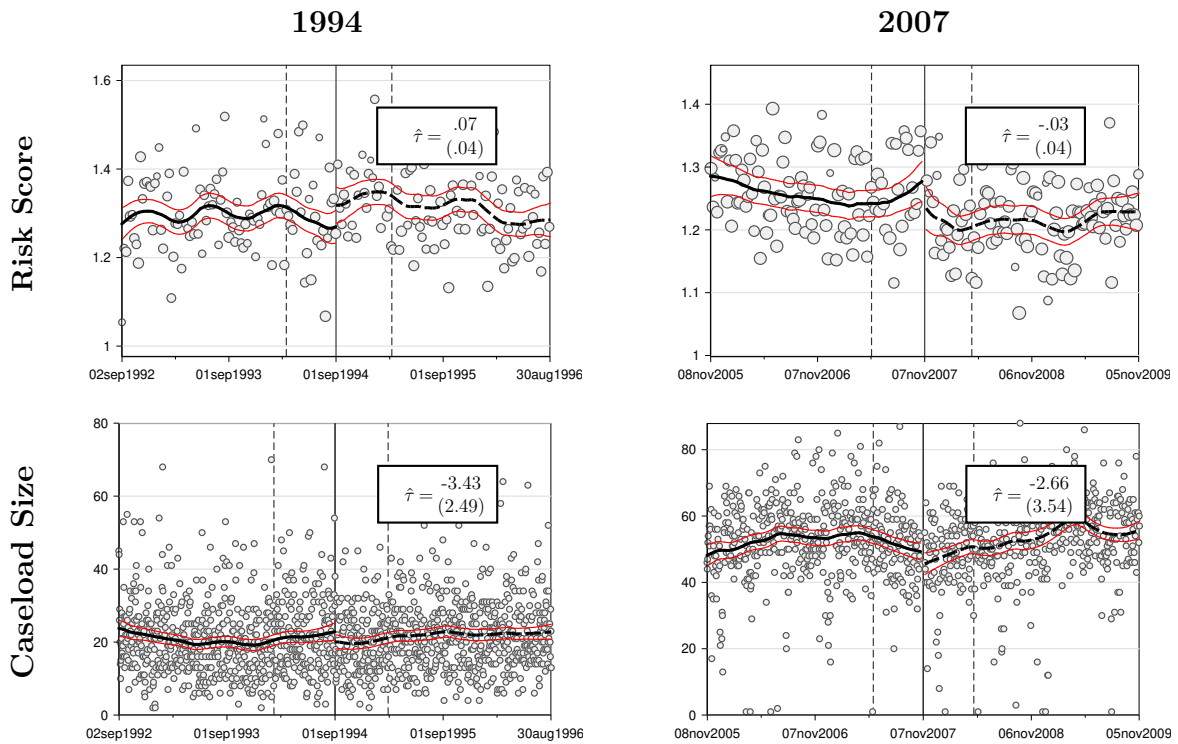 1994
2007
Risk Score
1.6
1.4
1.2
1
τ̂ = .07
(.04)
02sep1992
01sep1993
01sep1994
01sep1995
30aug1996
1.4
1.3
1.2
1.1
1
τ̂ = -.03
(.04)
08nov2005
07nov2006
07nov2007
06nov2008
05nov2009
Caseload Size
80
60
40
20
0
τ̂ = -3.43
(2.49)
02sep1992
01sep1993
01sep1994
01sep1995
30aug1996
80
60
40
20
0
τ̂ = -2.66
(3.54)
08nov2005
07nov2006
07nov2007
06nov2008
05nov2009